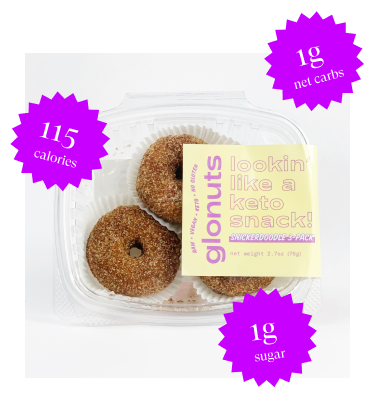 1g
net carbs
115
calories
RAW • VEGAN • KETO • NO GLUTEN
glonuts
lookin'
like a
keto
snack!
SNICKERDOODLE 3-PACK
net weight 2.7oz (76g)
1g
sugar